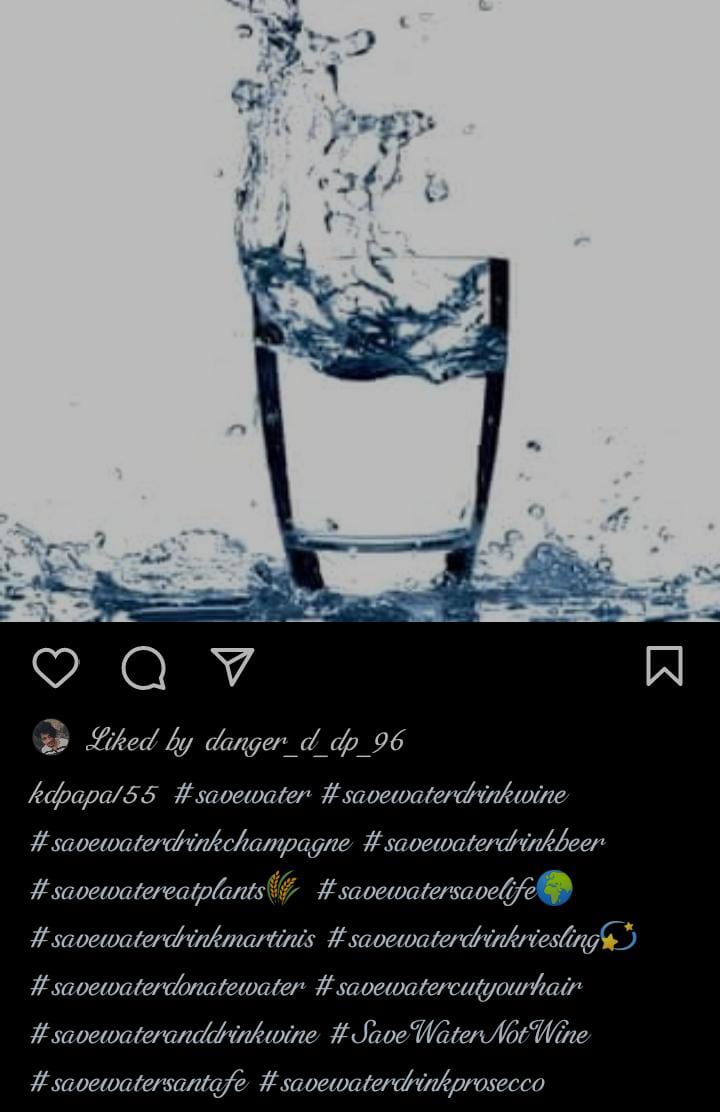 Liked by danger_d_dp_96
kdpapa155 #savewater #savewaterdrinkwine
#savewaterdrinkchampagne #savewaterdrinkbeer
#savewatereatplants🌾 #savewatersavelife🌍
#savewaterdrinkmartinis #savewaterdrinkriesling💫
#savewaterdonatewater #savewatercutyourhair
#savewateranddrinkwine #SaveWaterNotWine
#savewatersantafe #savewaterdrinkprosecco